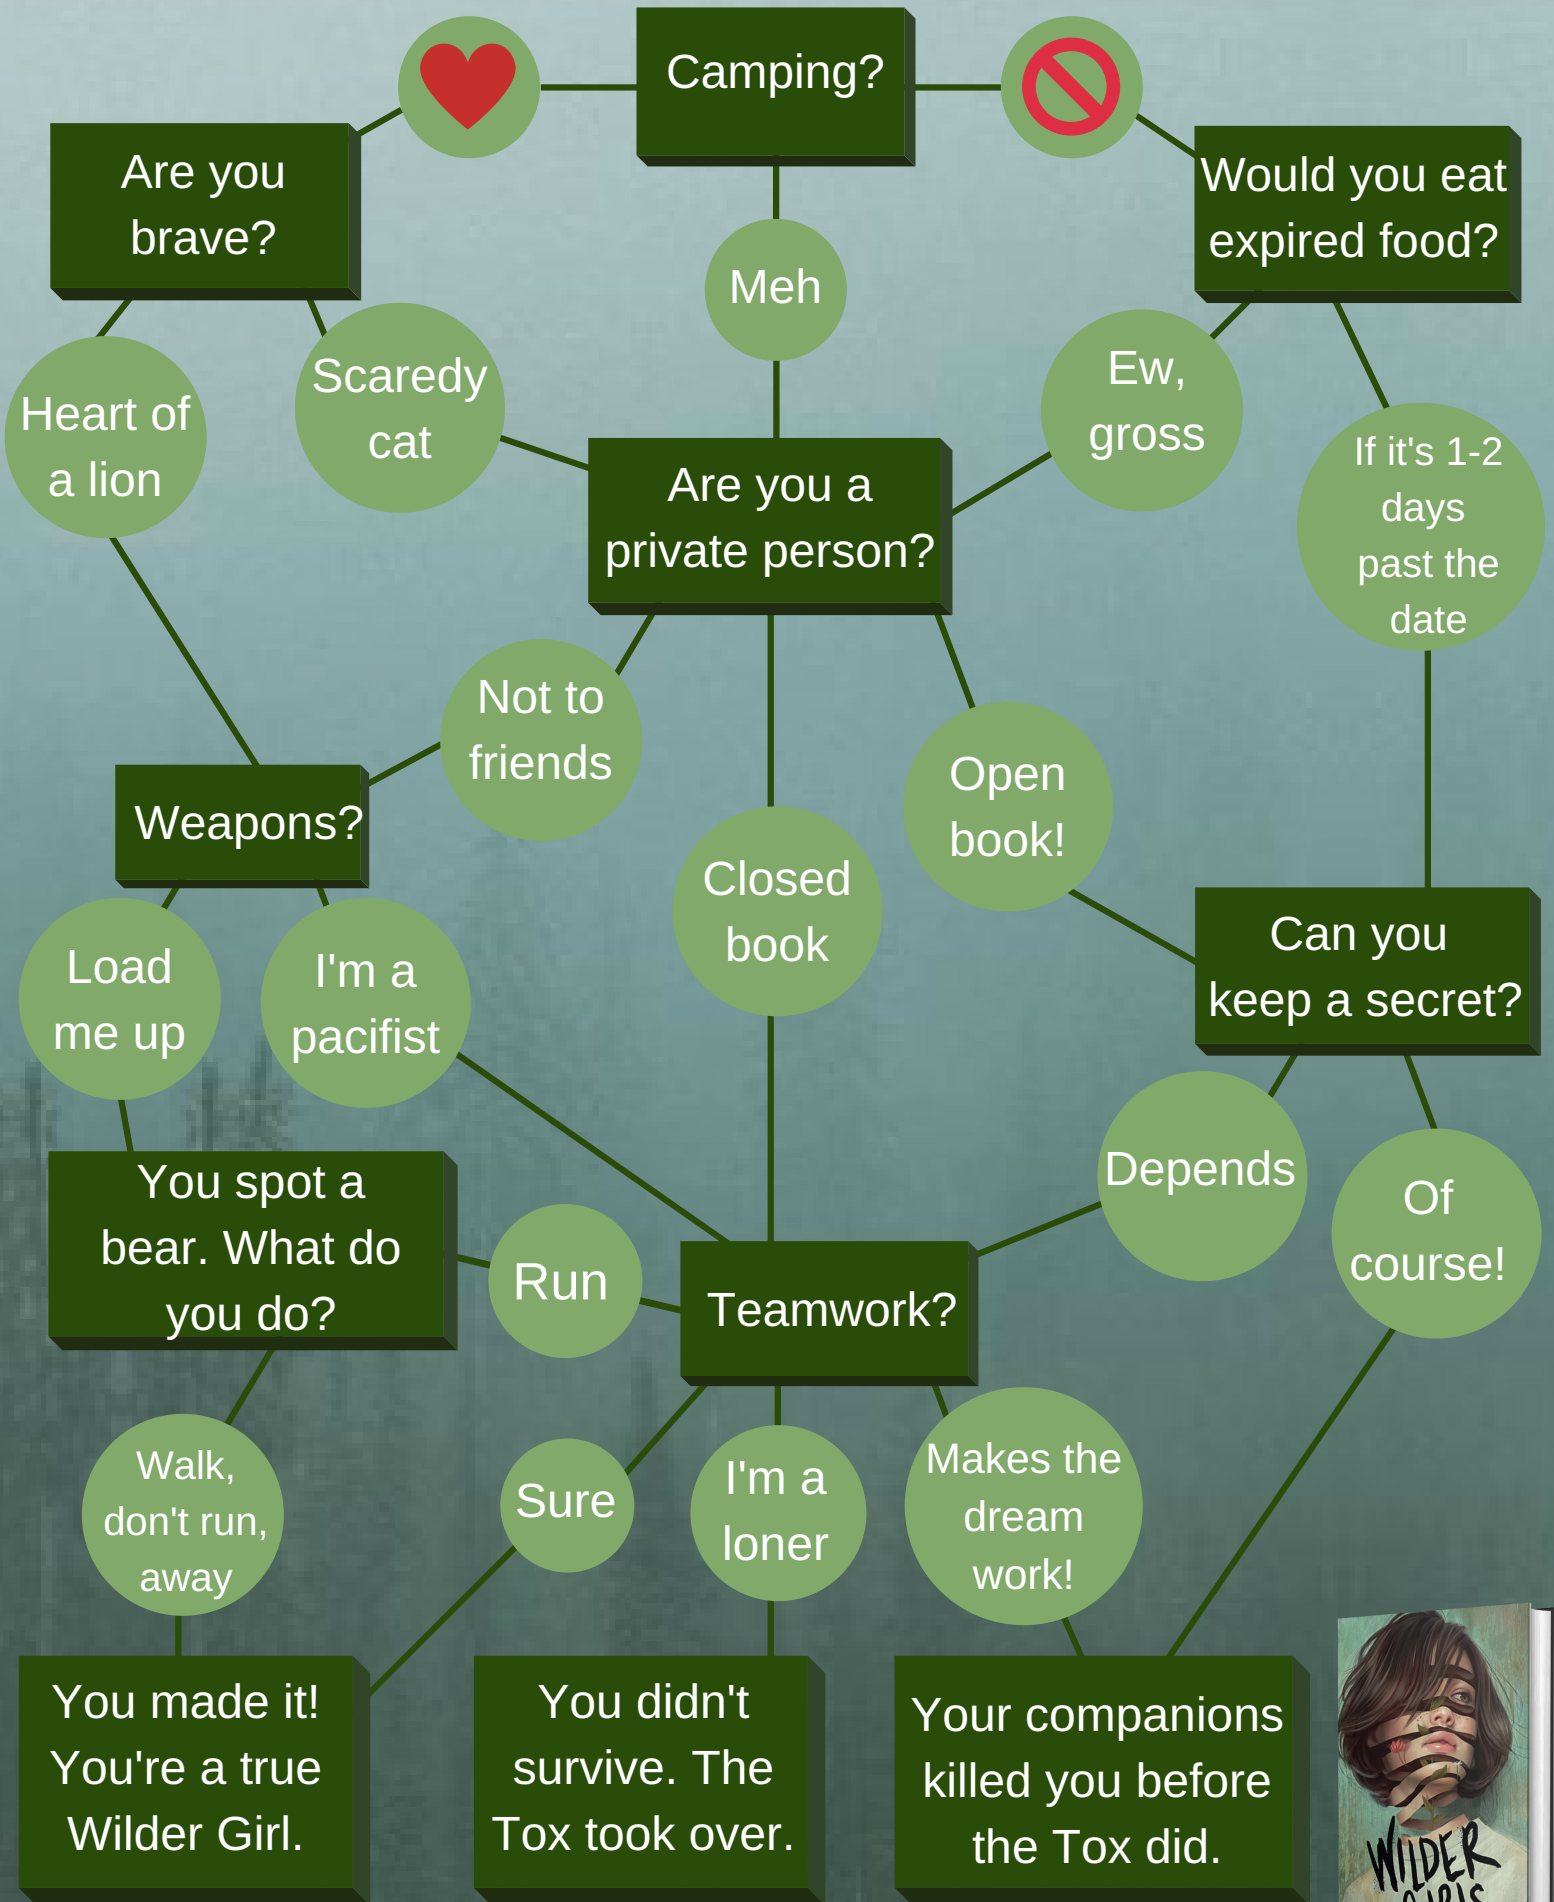 Camping?
Are you
brave?
Would you eat
expired food?
Meh
Heart of
a lion
Scaredy
cat
Ew,
gross
If it's 1-2
days
past the
date
Are you a
private person?
Not to
friends
Open
book!
Weapons?
Closed
book
Load
me up
I'm a
pacifist
Can you
keep a secret?
Depends
Of
course!
You spot a
bear. What do
you do?
Run
Teamwork?
Walk,
don't run,
away
Sure
I'm a
loner
Makes the
dream
work!
You made it!
You're a true
Wilder Girl.
You didn't
survive. The
Tox took over.
Your companions
killed you before
the Tox did.
WILDER
GIRLS